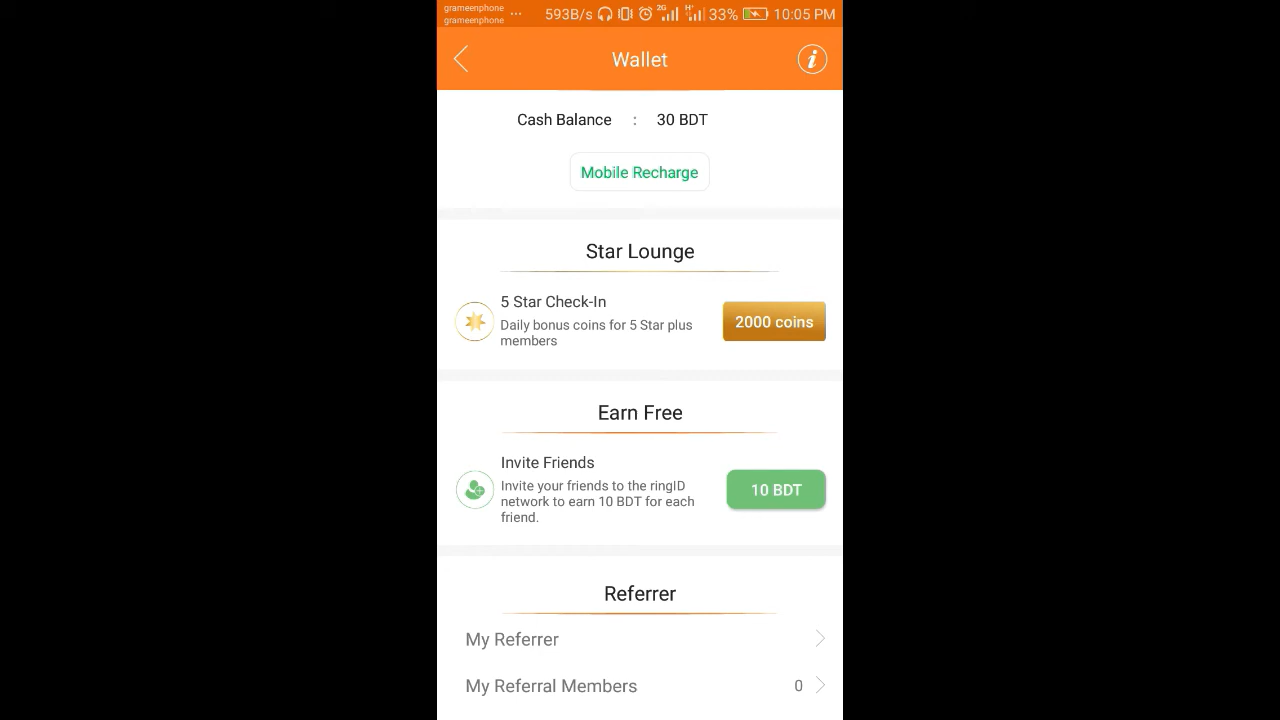 grameenphone
grameenphone ... 593B/s 2G H+ 33% 10:05 PM
Wallet
Cash Balance : 30 BDT
Mobile Recharge
Star Lounge
5 Star Check-In
Daily bonus coins for 5 Star plus
members
2000 coins
Earn Free
Invite Friends
Invite your friends to the ringID
network to earn 10 BDT for each
friend.
10 BDT
Referrer
My Referrer
My Referral Members 0